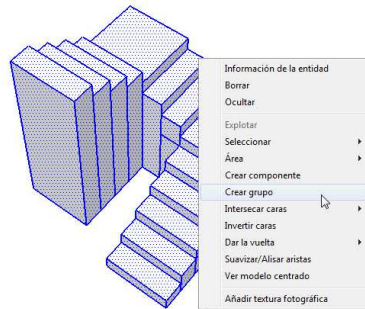 Información de la entidad
Borrar
Ocultar
Explotar
Seleccionar
Área
Crear componente
Crear grupo
Intersecar caras
Invertir caras
Dar la vuelta
Suavizar/Alisar aristas
Ver modelo centrado
Añadir textura fotográfica